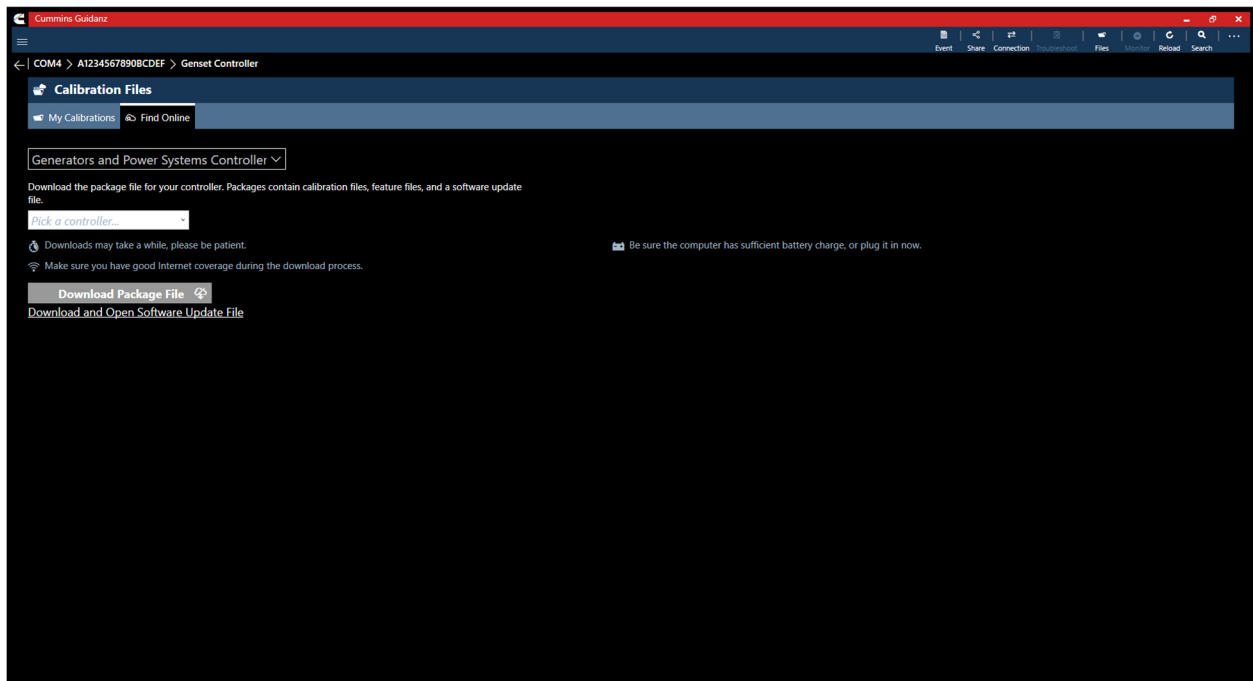 Cummins Guidanz
Event Share Connection Troubleshoot Files Monitor Reload Search
COM4 > A1234567890BCDEF > Genset Controller
Calibration Files
My Calibrations Find Online
Generators and Power Systems Controller
Download the package file for your controller. Packages contain calibration files, feature files, and a software update
file.
Pick a controller...
Downloads may take a while, please be patient.
Be sure the computer has sufficient battery charge, or plug it in now.
Make sure you have good Internet coverage during the download process.
Download Package File
Download and Open Software Update File